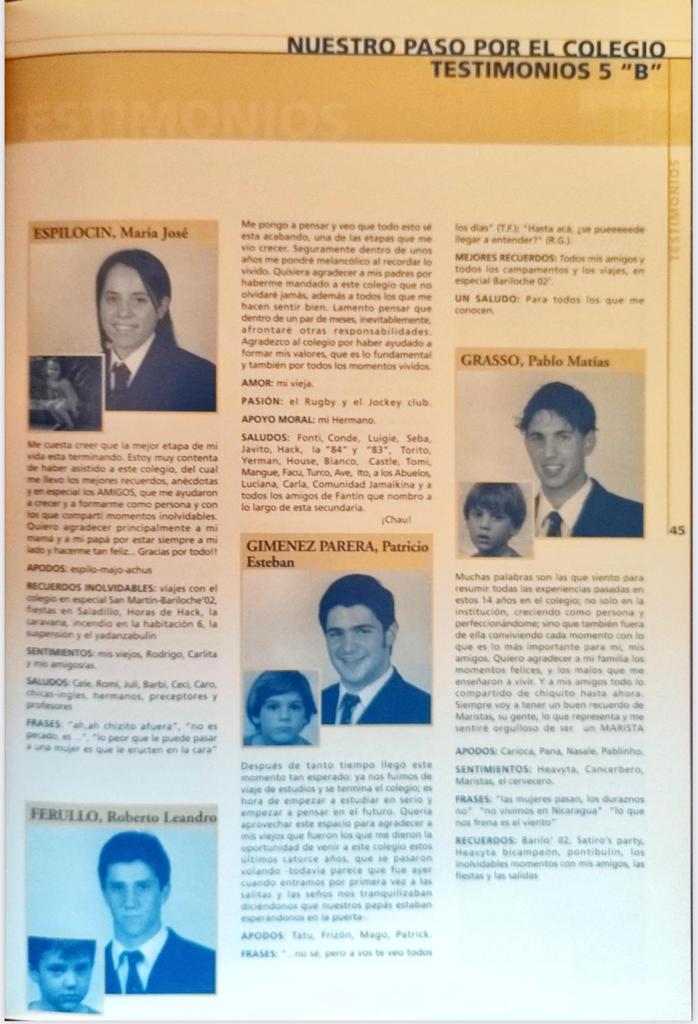 NUESTRO PASO POR EL COLEGIO
TESTIMONIOS 5 "B"
TESTIMONIOS
TESTIMONIOS
ESPILOCIN, María José
Me cuesta creer que la mejor etapa de mi
vida esta terminando. Estoy muy contenta
de haber asistido a este colegio, del cual
me llevo los mejores recuerdos, anécdotas
y en especial los AMIGOS, que me ayudaron
a crecer y a formarme como persona y con
los que compartí momentos inolvidables.
Quiero agradecer principalmente a mi
mamá y a mi papá por estar siempre a mi
lado y hacerme tan feliz... Gracias por todo!!
APODOS: espilo-majo-achus
RECUERDOS INOLVIDABLES: viajes con el
colegio en especial San Martín-Bariloche'02,
fiestas en Saladillo, Horas de Hack, la
caravana, incendio en la habitación 6, la
suspensión y el yadanzabulin
SENTIMIENTOS: mis viejos, Rodrigo, Carlita
y mis amigos/as.
SALUDOS: Cele, Romi, Juli, Barbi, Ceci, Caro,
chicas-ingles, hermanos, preceptores y
profesores
FRASES: "ah,ah chizito afuera", "no es
pecado, es ...", "lo peor que le puede pasar
a una mujer es que le eructen en la cara"
FERULLO, Roberto Leandro
Me pongo a pensar y veo que todo esto sé
esta acabando, una de las etapas que me
vio crecer. Seguramente dentro de unos
años me pondré melancólico al recordar lo
vivido. Quisiera agradecer a mis padres por
haberme mandado a este colegio que no
olvidaré jamás, además a todos los que me
hacen sentir bien. Lamento pensar que
dentro de un par de meses, inevitablemente,
afrontaré otras responsabilidades.
Agradezco al colegio por haber ayudado a
formar mis valores, que es lo fundamental
y también por todos los momentos vividos.
AMOR: mi vieja.
PASIÓN: el Rugby y el Jockey club.
APOYO MORAL: mi Hermano.
SALUDOS: Fonti, Conde, Luigie, Seba,
Javito, Hack, la "84" y "83", Torito,
Yerman, House, Bianco, Castle, Tomi,
Mangue, Facu, Turco, Ave, Ito, a los Abuelos,
Luciana, Carla, Comunidad Jamaikina y a
todos los amigos de Fantin que nombro a
lo largo de esta secundaria.
¡Chau!
GIMENEZ PARERA, Patricio
Esteban
Después de tanto tiempo llegó este
momento tan esperado: ya nos fuimos de
viaje de estudios y se termina el colegio; es
hora de empezar a estudiar en serio y
empezar a pensar en el futuro. Quería
aprovechar este espacio para agradecer a
mis viejos que fueron los que me dieron la
oportunidad de venir a este colegio estos
últimos catorce años, que se pasaron
volando -todavía parece que fue ayer
cuando entramos por primera vez a las
salitas y las seños nos tranquilizaban
diciéndonos que nuestros papás estaban
esperándonos en la puerta-.
APODOS: Tatu, Frizón, Mago, Patrick.
FRASES: "...no sé, pero a vos te veo todos
los días" (T.F.); "Hasta acá, ¿se pueeeeede
llegar a entender?" (R.G.).
MEJORES RECUERDOS: Todos mis amigos y
todos los campamentos y los viajes, en
especial Bariloche 02'.
UN SALUDO: Para todos los que me
conocen.
GRASSO, Pablo Matías
Muchas palabras son las que siento para
resumir todas las experiencias pasadas en
estos 14 años en el colegio; no solo en la
institución, creciendo como persona y
perfeccionándome; sino que también fuera
de ella conviviendo cada momento con lo
que es lo más importante para mí, mis
amigos. Quiero agradecer a mi familia los
momentos felices, y los malos que me
enseñaron a vivir. Y a mis amigos todo lo
compartido de chiquito hasta ahora.
Siempre voy a tener un buen recuerdo de
Maristas, su gente, lo que representa y me
sentiré orgulloso de ser un MARISTA
APODOS: Carioca, Pana, Nasale, Pablinho.
SENTIMIENTOS: Heavyta, Cancerbero,
Maristas, el cervecero.
FRASES: "las mujeres pasan, los duraznos
no" "no vivimos en Nicaragua" "lo que
nos frena es el viento"
RECUERDOS: Barilo' 02, Satiro's party,
Heavyta bicampeón, pontibulin, los
inolvidables momentos con mis amigos, las
fiestas y las salidas
45